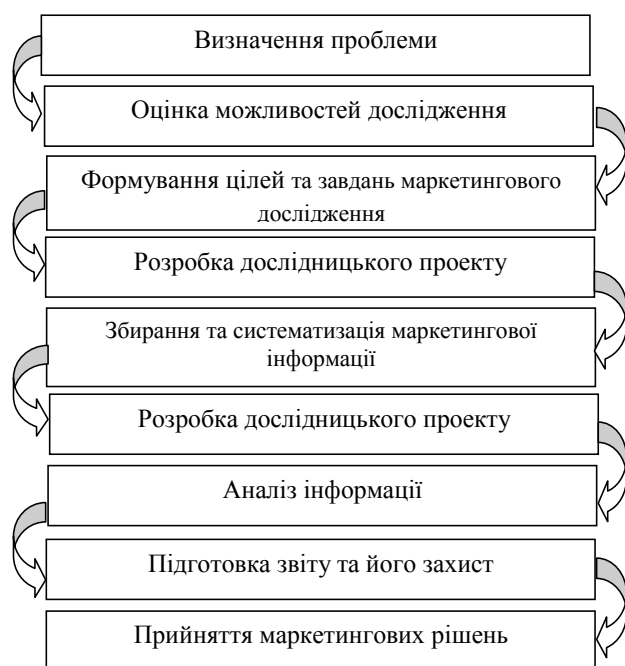 Визначення проблеми
Оцінка можливостей дослідження
Формування цілей та завдань маркетингового
дослідження
Розробка дослідницького проекту
Збирання та систематизація маркетингової
інформації
Розробка дослідницького проекту
Аналіз інформації
Підготовка звіту та його захист
Прийняття маркетингових рішень